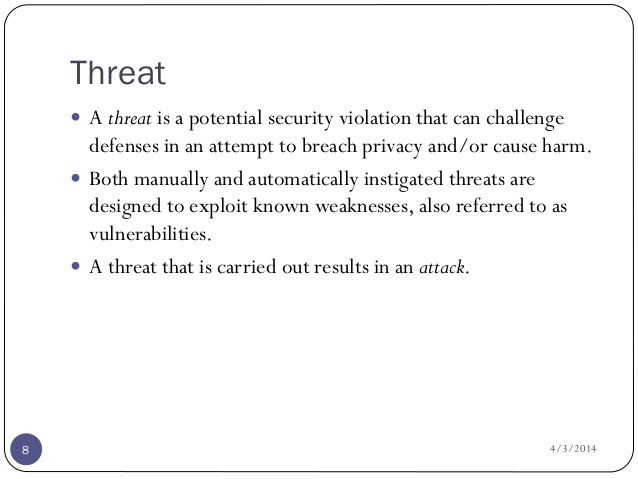 Threat
• A threat is a potential security violation that can challenge
defenses in an attempt to breach privacy and/or cause harm.
• Both manually and automatically instigated threats are
designed to exploit known weaknesses, also referred to as
vulnerabilities.
• A threat that is carried out results in an attack.
8
4/3/2014